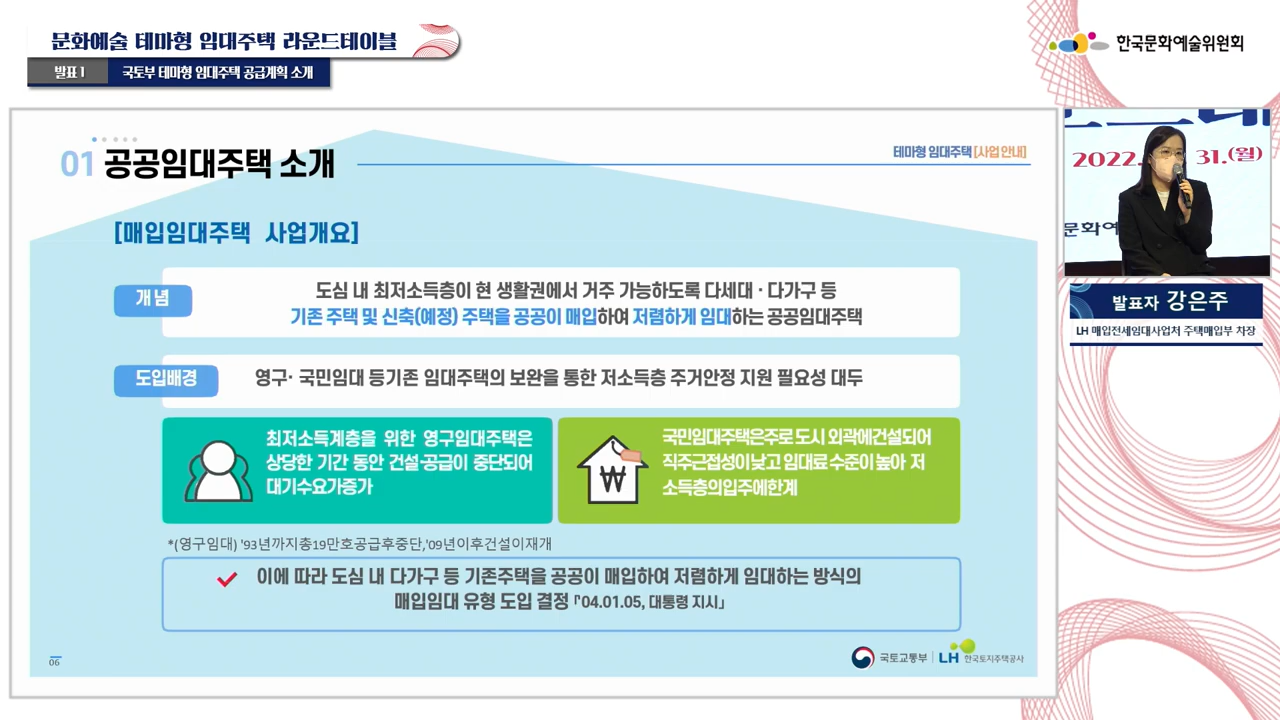 문화예술 테마형 임대주택 라운드테이블
발표 1 국토부 테마형 임대주택 공급계획 소개
한국문화예술위원회
01 공공임대주택 소개
테마형 임대주택[사업 안내]
[매입임대주택 사업개요]
개 념
도심 내 최저소득층이 현 생활권에서 거주 가능하도록 다세대 · 다가구 등
기존 주택 및 신축(예정) 주택을 공공이 매입하여 저렴하게 임대하는 공공임대주택
도입배경
영구· 국민임대 등기존 임대주택의 보완을 통한 저소득층 주거안정 지원 필요성 대두
최저소득계층을 위한 영구임대주택은
상당한 기간 동안 건설·공급이 중단되어
대기수요가증가
국민임대주택은주로 도시 외곽에건설되어
직주근접성이낮고 임대료 수준이높아 저
소득층의입주에한계
*(영구임대) '93년까지총19만호공급후중단,'09년이후건설이재개
이에 따라 도심 내 다가구 등 기존주택을 공공이 매입하여 저렴하게 임대하는 방식의
매입임대 유형 도입 결정 ｢'04.01.05, 대통령 지시｣
06
국토교통부
LH 한국토지주택공사
2022. 31.(월)
문화예
발표자 강은주
LH 매입전세임대사업처 주택매입부 차장